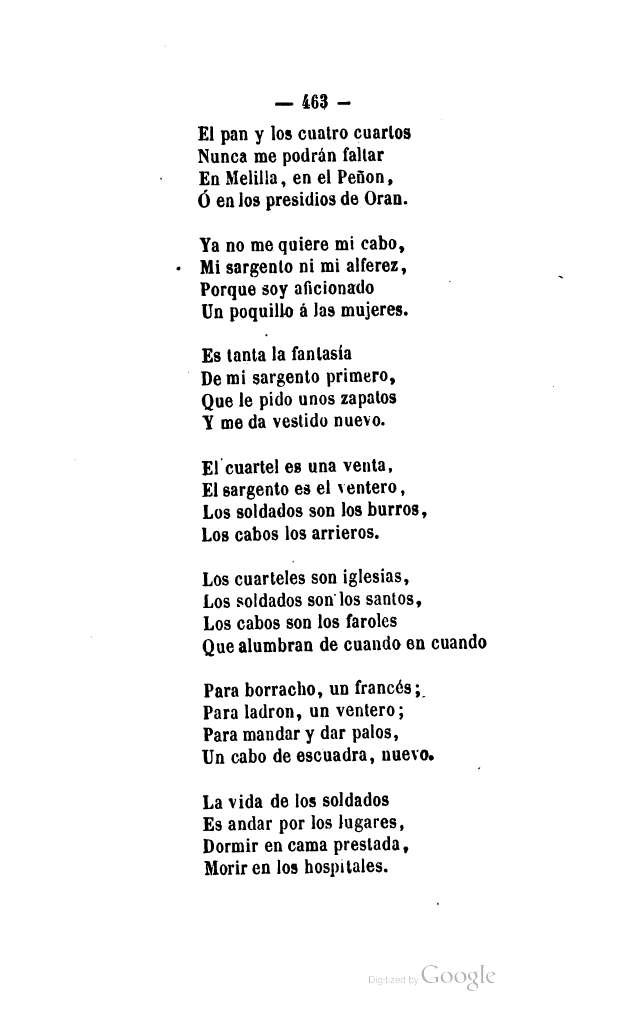 — 463 —
El pan y los cuatro cuartos
Nunca me podrán faltar
En Melilla, en el Peñon,
Ó en los presidios de Oran.
Ya no me quiere mi cabo,
Mi sargento ni mi alferez,
Porque soy aficionado
Un poquillo á las mujeres.
Es tanta la fantasía
De mi sargento primero,
Que le pido unos zapatos
Y me da vestido nuevo.
El cuartel es una venta,
El sargento es el ventero,
Los soldados son los burros,
Los cabos los arrieros.
Los cuarteles son iglesias,
Los soldados son los santos,
Los cabos son los faroles
Que alumbran de cuando en cuando
Para borracho, un francés;
Para ladron, un ventero;
Para mandar y dar palos,
Un cabo de escuadra, nuevo.
La vida de los soldados
Es andar por los lugares,
Dormir en cama prestada,
Morir en los hospitales.
Digitized by Google